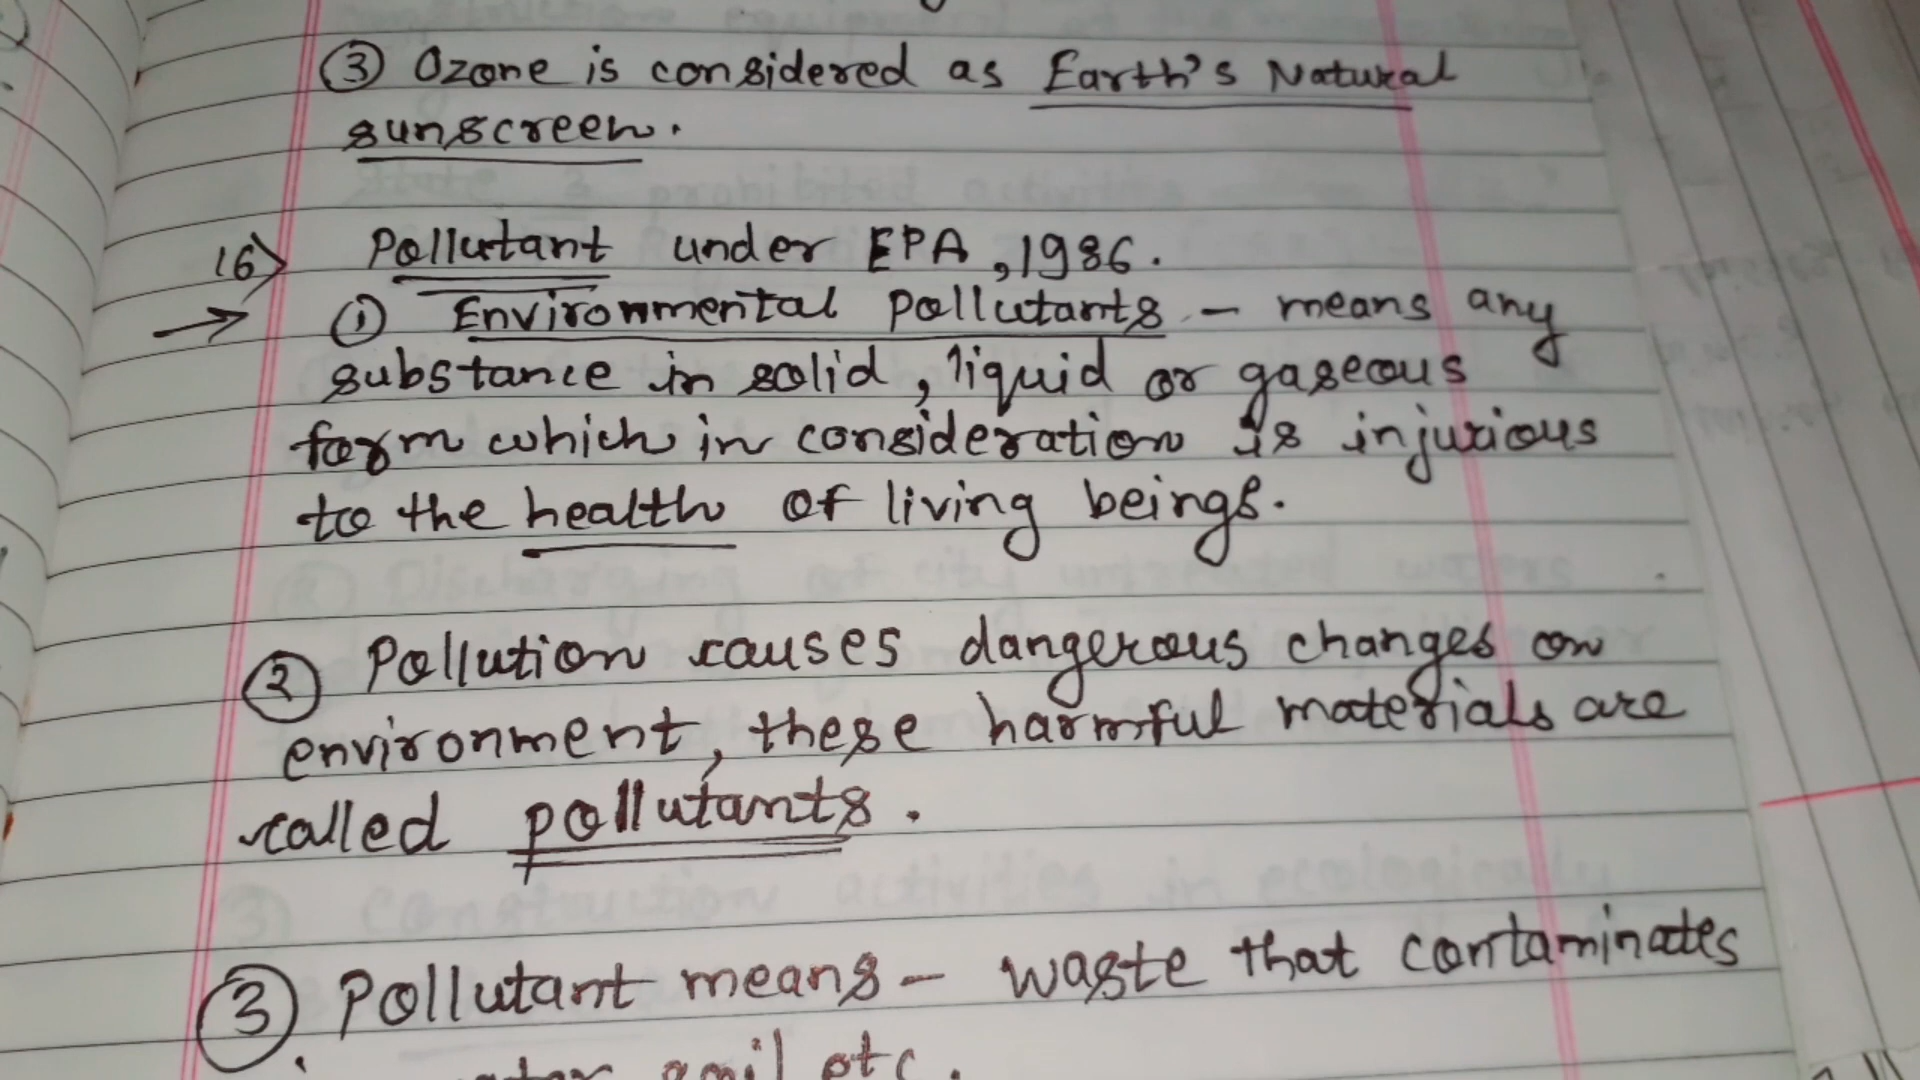 ③ Ozone is considered as Earth's Natural
sunscreen.
16> Pollutant under EPA, 1986.
→ ① Environmental pollutants - means any
substance in solid, liquid or gaseous
form which in consideration is injurious
to the health of living beings.
② Pollution causes dangerous changes on
environment, these harmful materials are
called pollutants.
③ Pollutant means - waste that contaminates
soil etc.